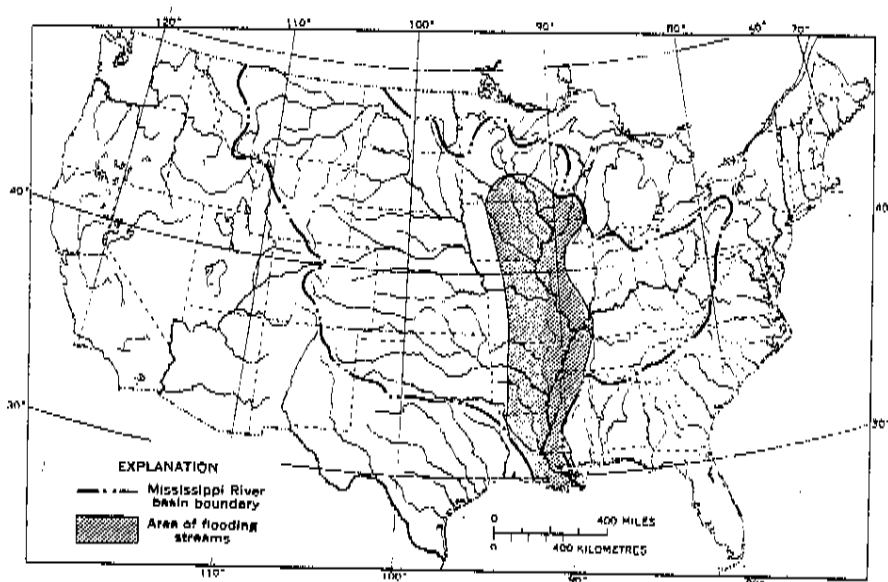 120° 110° 100° 90° 80° 70°
40° 40
30° 30°
EXPLANATION
Mississippi River
basin boundary
Area of flooding
streams
0 400 MILES
0 400 KILOMETRES
110° 100° 90°